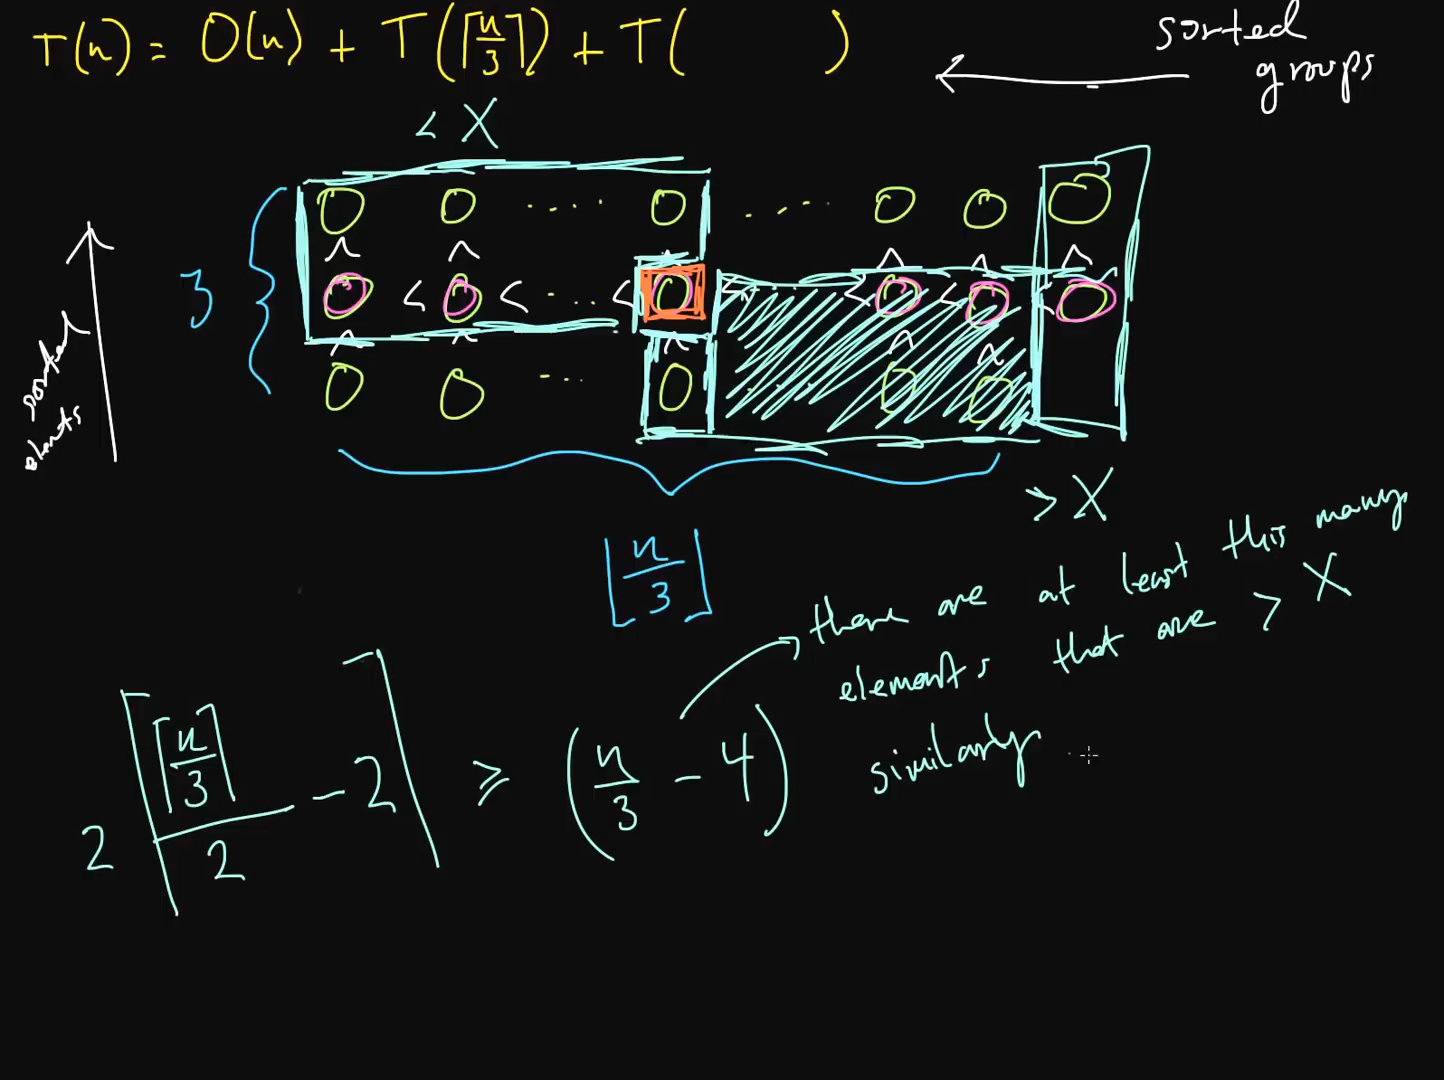 T(n) = O(n) + T(⌈n/3⌉) + T( )
sorted
groups
< X
3
sorted
elents
> X
⌊n/3⌋
there are at least this many
elements that are > X
2 ⌈⌈n/3⌉/2 - 2⌉ ≥ (n/3 - 4)
similarly